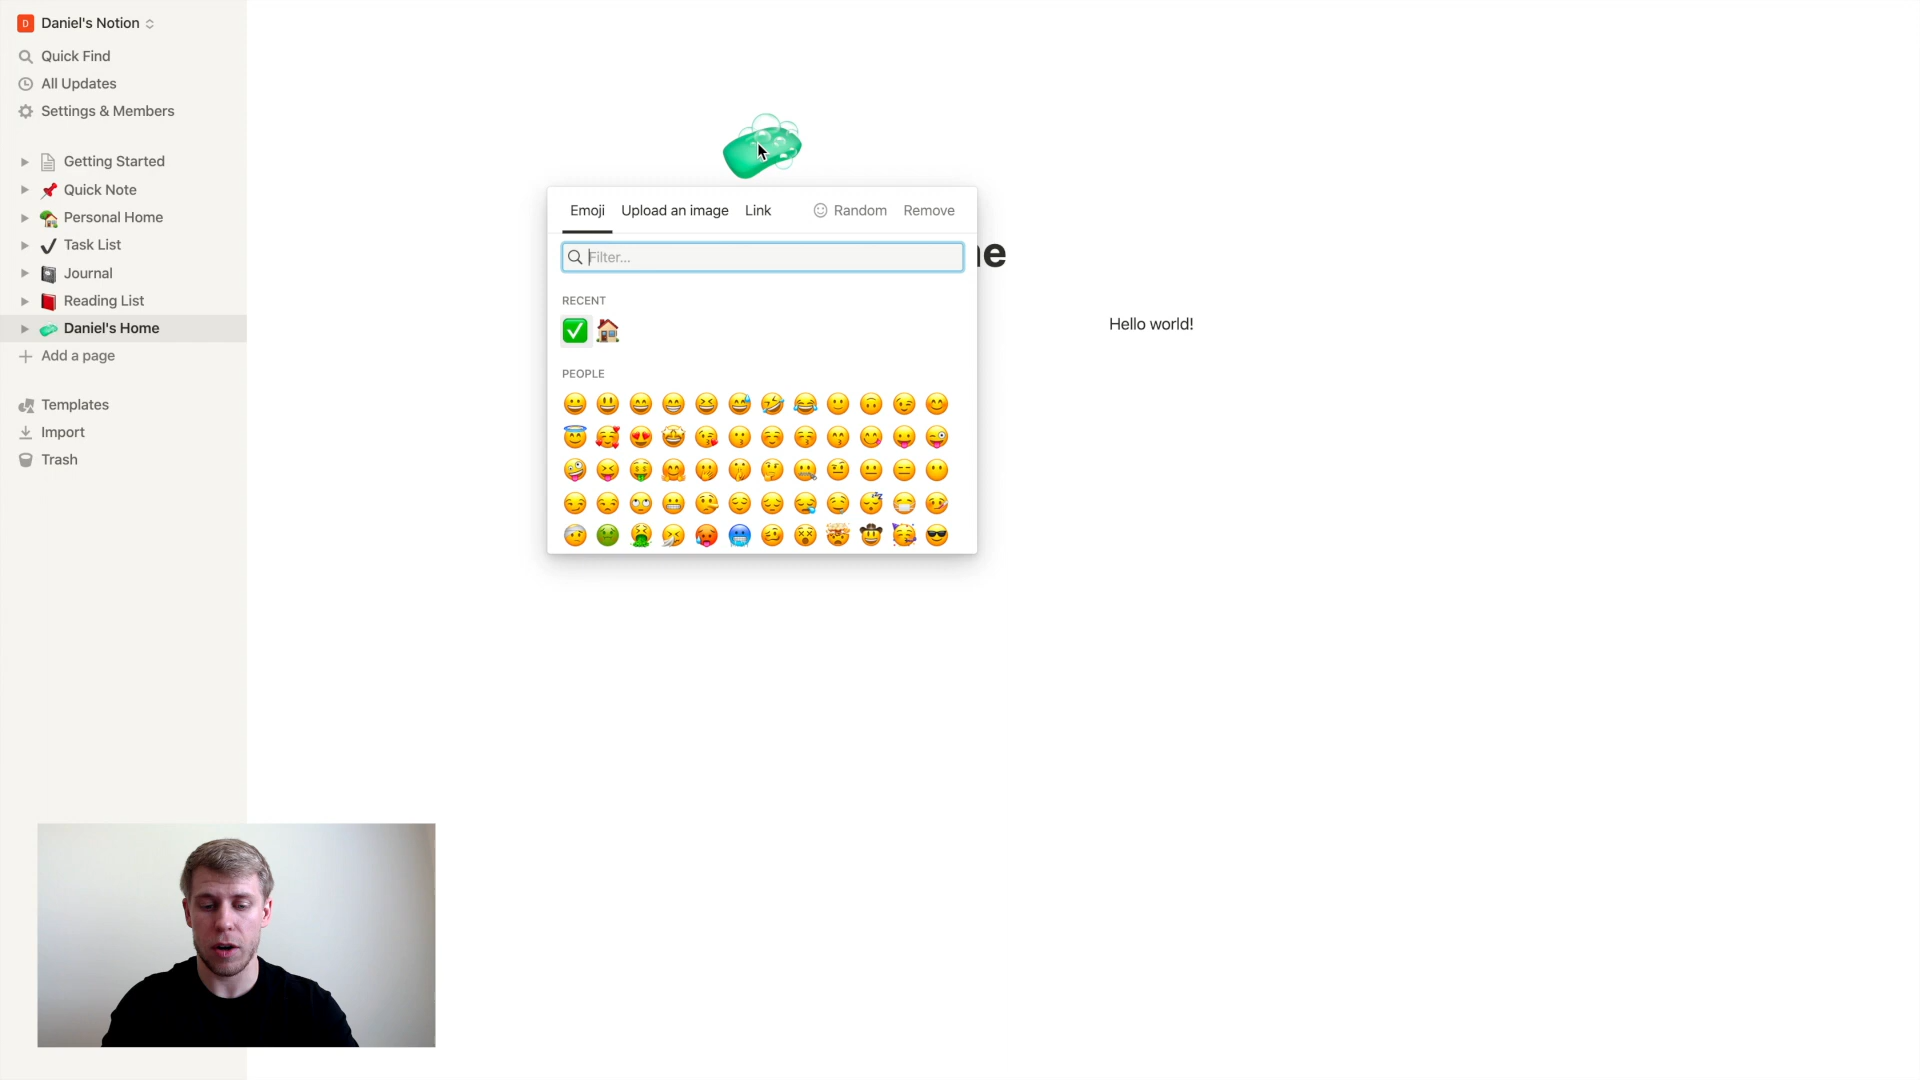 Daniel's Notion
Quick Find
All Updates
Settings & Members
Getting Started
Quick Note
Personal Home
Task List
Journal
Reading List
Daniel's Home
Add a page
Templates
Import
Trash
Emoji Upload an image Link Random Remove
Filter...
RECENT
PEOPLE
Hello world!